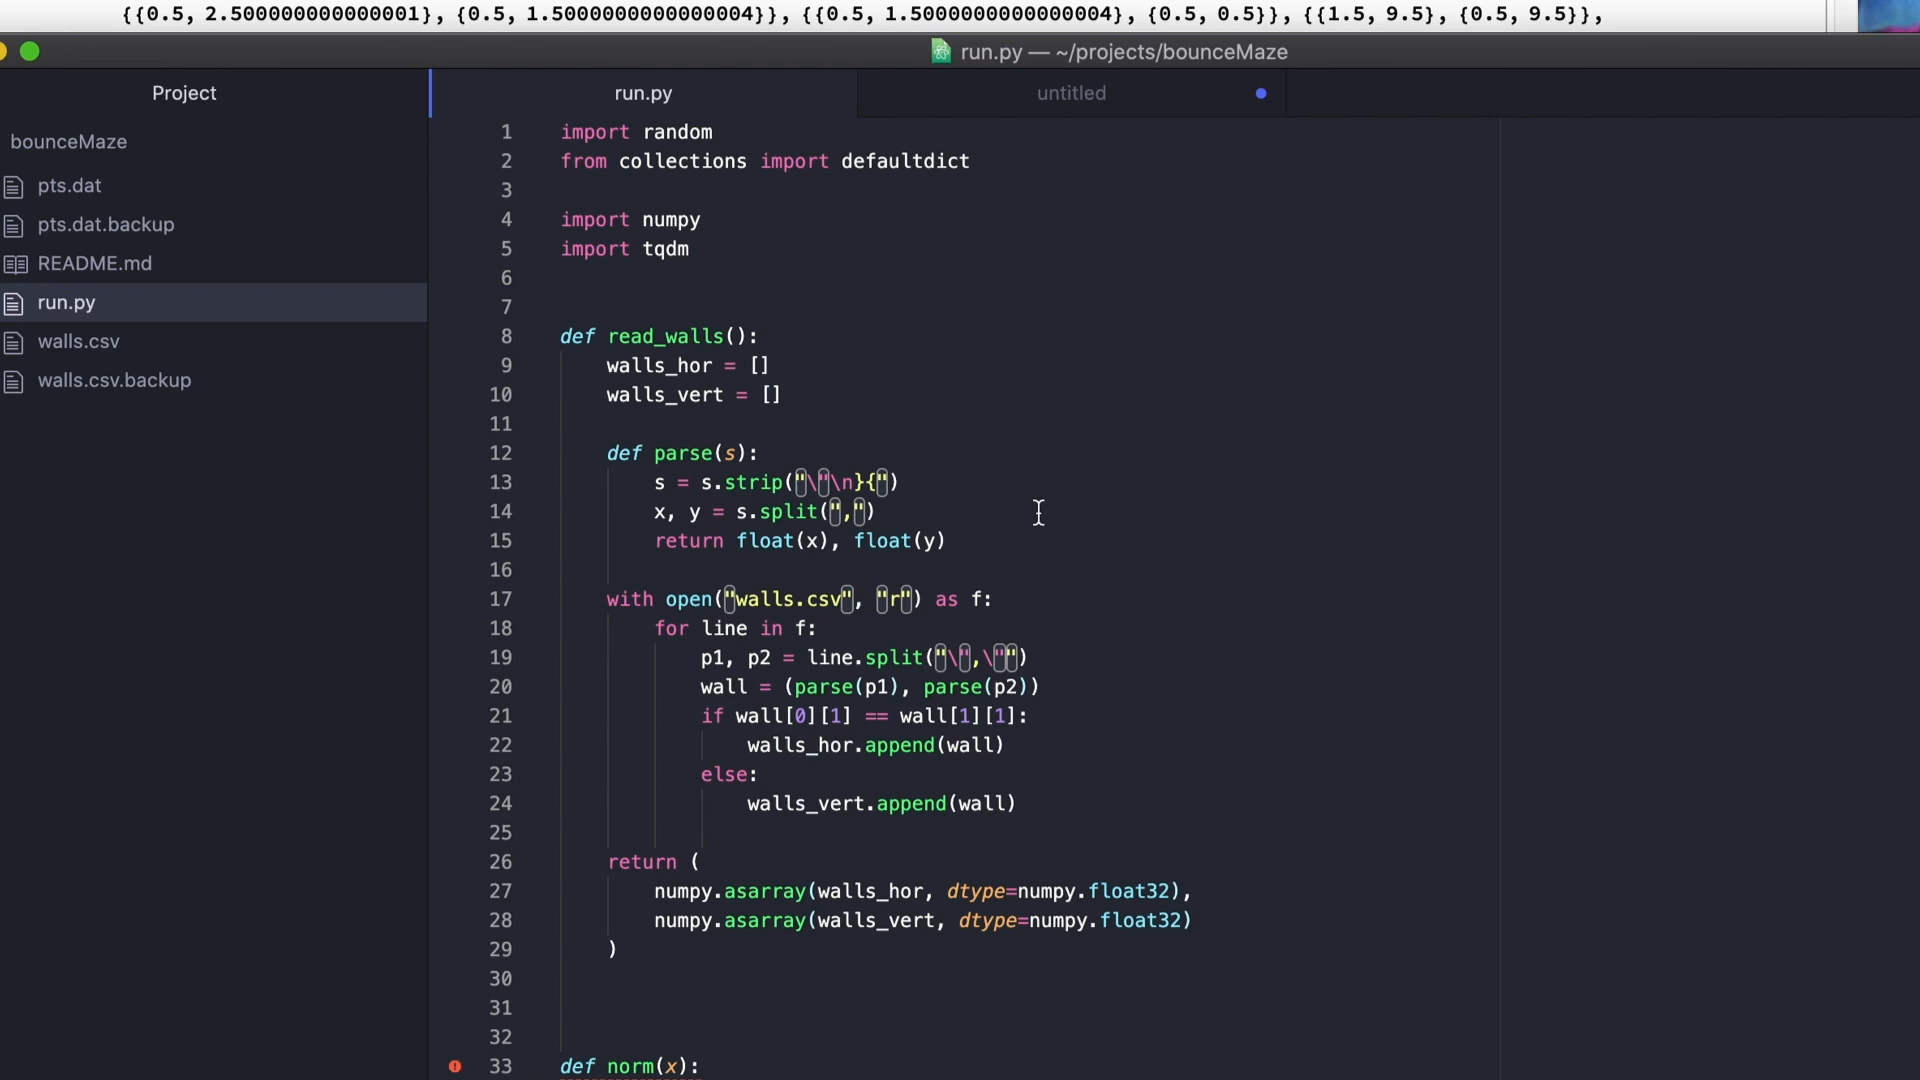 {{0.5, 2.500000000000001}, {0.5, 1.5000000000000004}}, {{0.5, 1.5000000000000004}, {0.5, 0.5}}, {{1.5, 9.5}, {0.5, 9.5}},
run.py — ~/projects/bounceMaze
Project
bounceMaze
pts.dat
pts.dat.backup
README.md
run.py
walls.csv
walls.csv.backup
run.py
untitled
1 import random
2 from collections import defaultdict
3
4 import numpy
5 import tqdm
6
7
8 def read_walls():
9 walls_hor = []
10 walls_vert = []
11
12 def parse(s):
13 s = s.strip("\"\n}{")
14 x, y = s.split(",")
15 return float(x), float(y)
16
17 with open("walls.csv", "r") as f:
18 for line in f:
19 p1, p2 = line.split("\",\"")
20 wall = (parse(p1), parse(p2))
21 if wall[0][1] == wall[1][1]:
22 walls_hor.append(wall)
23 else:
24 walls_vert.append(wall)
25
26 return (
27 numpy.asarray(walls_hor, dtype=numpy.float32),
28 numpy.asarray(walls_vert, dtype=numpy.float32)
29 )
30
31
32
33 def norm(x):